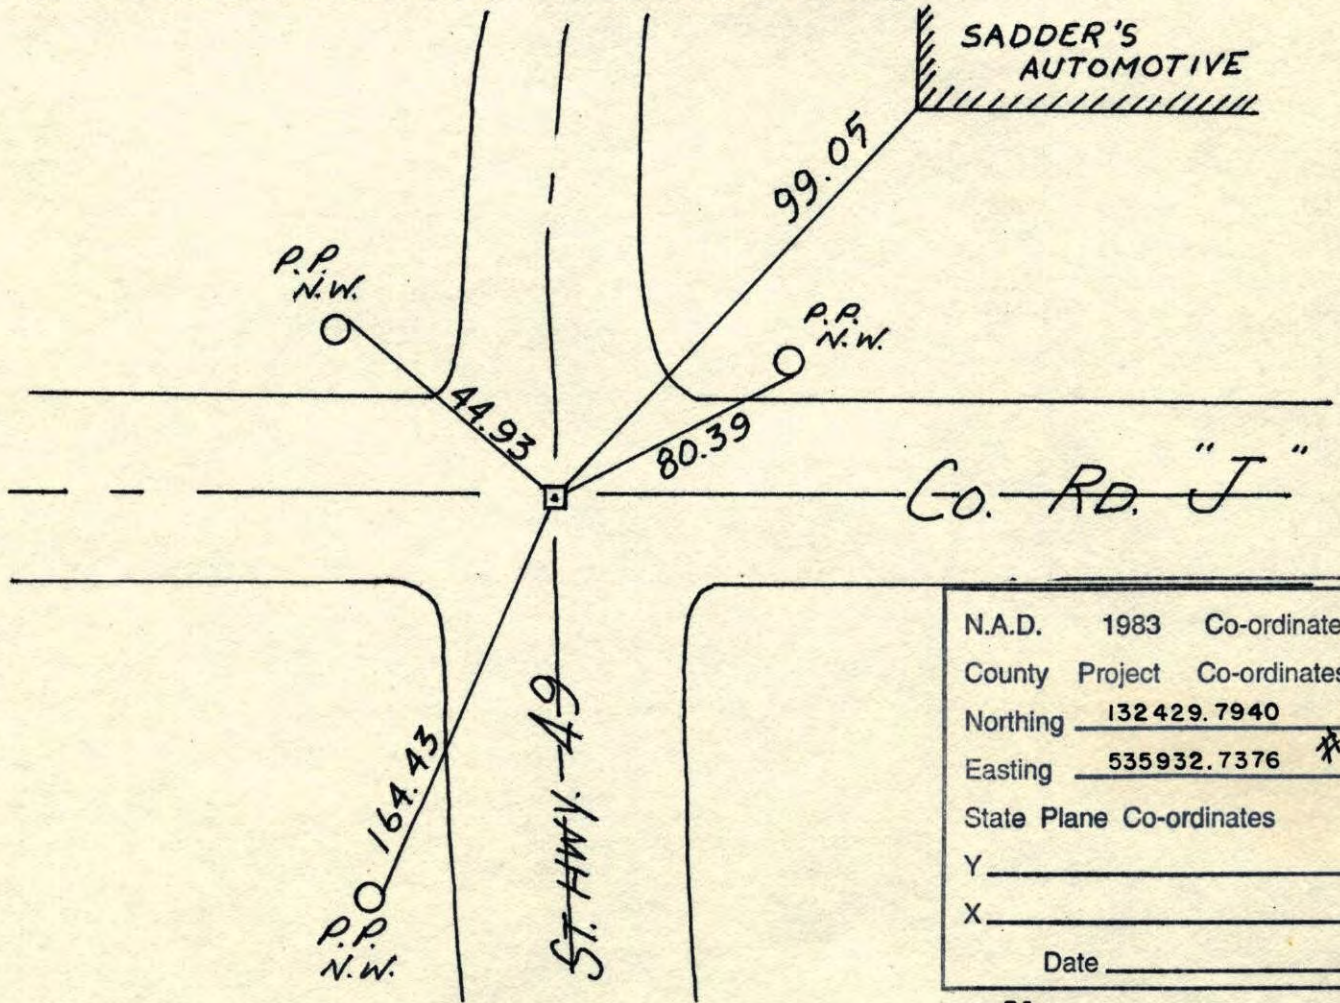 SADDER'S
AUTOMOTIVE
99.05
P.P.
N.W.
P.P.
N.W.
44.93
80.39
Co. RD. "J"
N.A.D. 1983 Co-ordinate
County Project Co-ordinates
Northing 132429.7940
Easting 535932.7376 #
State Plane Co-ordinates
Y
X
Date
164.43
ST. HWY. 49
P.P.
N.W.